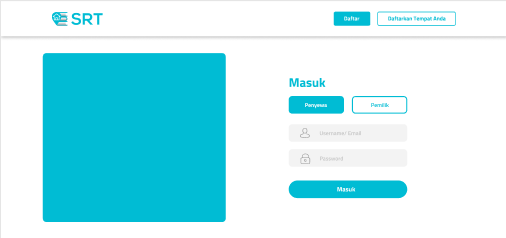 SRT
Daftar
Daftarkan Tempat Anda
Masuk
Penyewa
Pemilik
Username/ Email
Password
Masuk